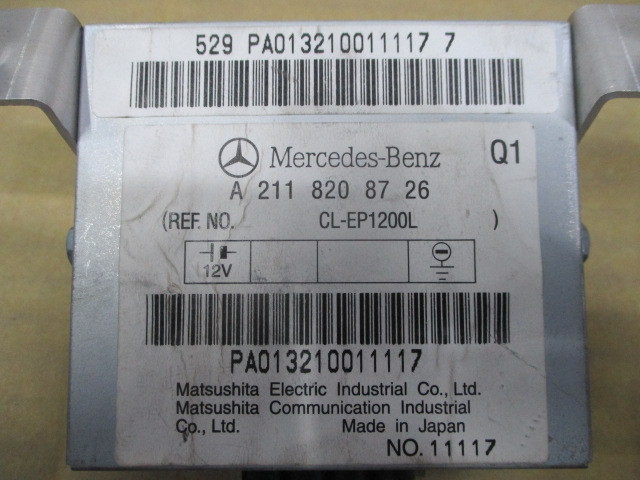 529 PA013210011117 7
Mercedes-Benz Q1
A 211 820 87 26
(REF. NO. CL-EP1200L )
12V
PA013210011117
Matsushita Electric Industrial Co., Ltd.
Matsushita Communication Industrial
Co., Ltd. Made in Japan
NO. 11117